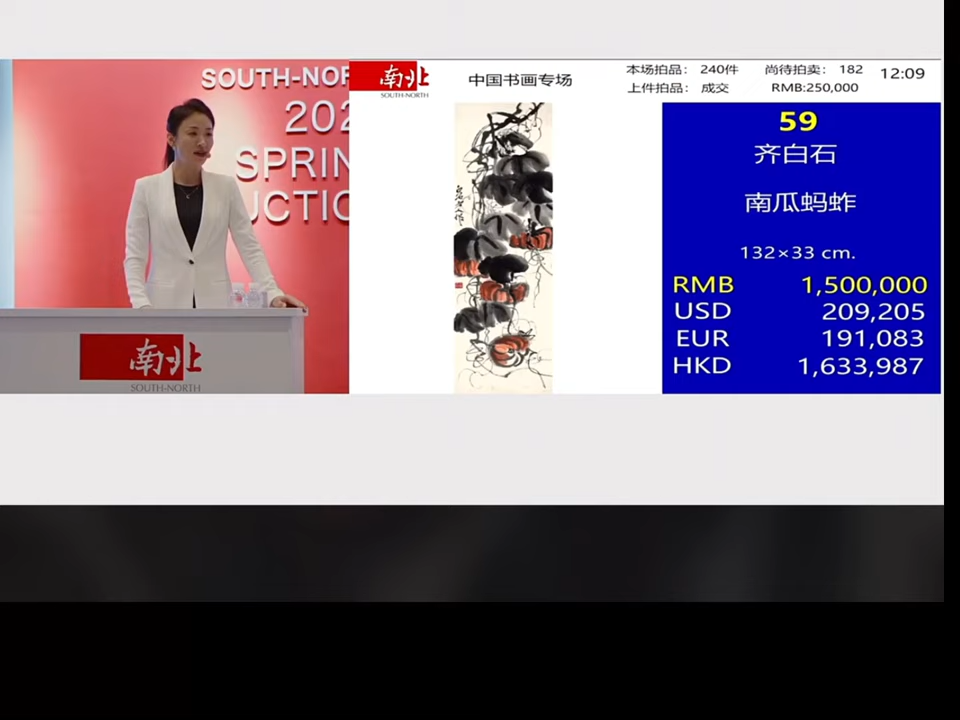 SOUTH-NOR
202
SPRIN
UCTIO
南北
SOUTH-NORTH
南北
SOUTH-NORTH
中国书画专场
本场拍品： 240件 尚待拍卖： 182 12:09
上件拍品： 成交 RMB:250,000
59
齐白石
南瓜蚂蚱
132×33 cm.
RMB 1,500,000
USD 209,205
EUR 191,083
HKD 1,633,987